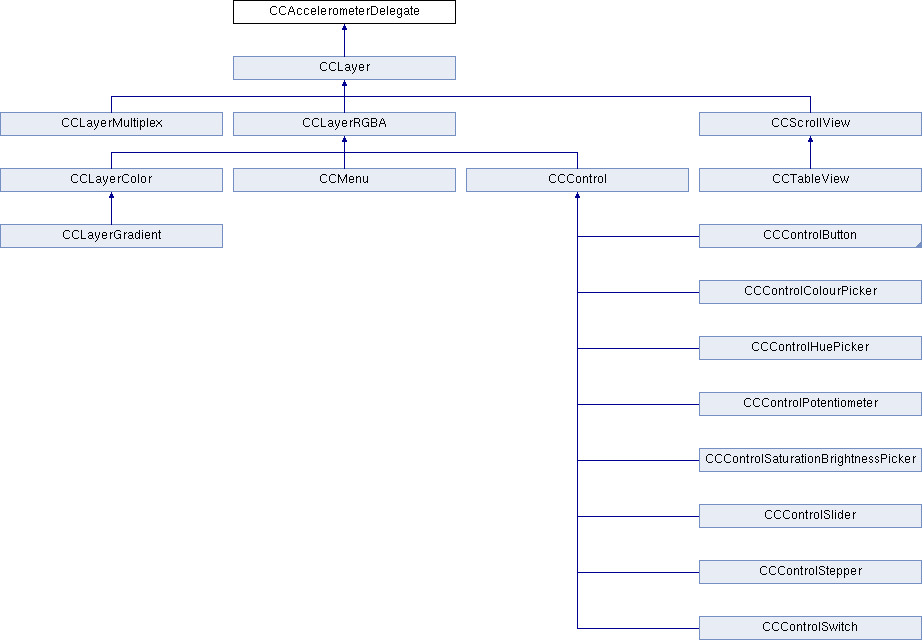 CCAccelerometerDelegate
CCLayer
CCLayerMultiplex
CCLayerRGBA
CCScrollView
CCLayerColor
CCMenu
CCControl
CCTableView
CCLayerGradient
CCControlButton
CCControlColourPicker
CCControlHuePicker
CCControlPotentiometer
CCControlSaturationBrightnessPicker
CCControlSlider
CCControlStepper
CCControlSwitch